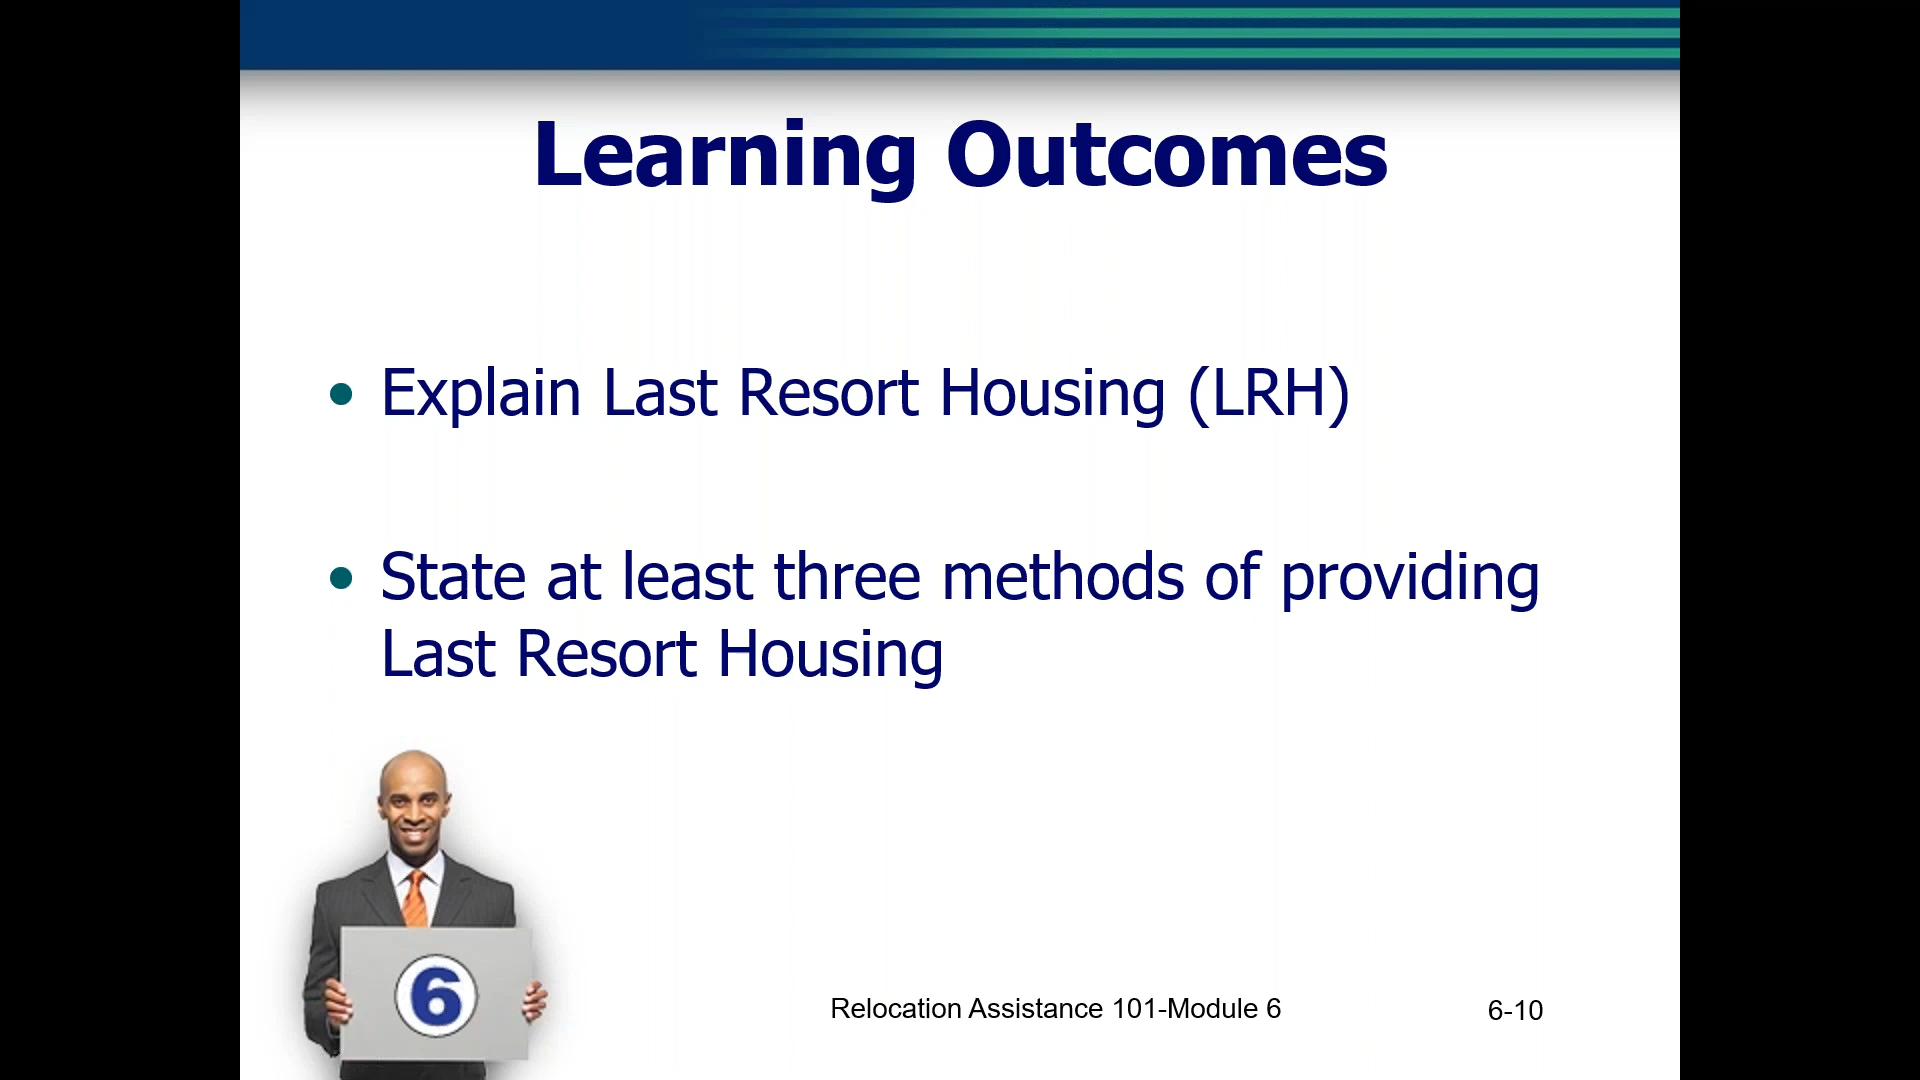 Learning Outcomes
• Explain Last Resort Housing (LRH)
• State at least three methods of providing
Last Resort Housing
6
Relocation Assistance 101-Module 6
6-10